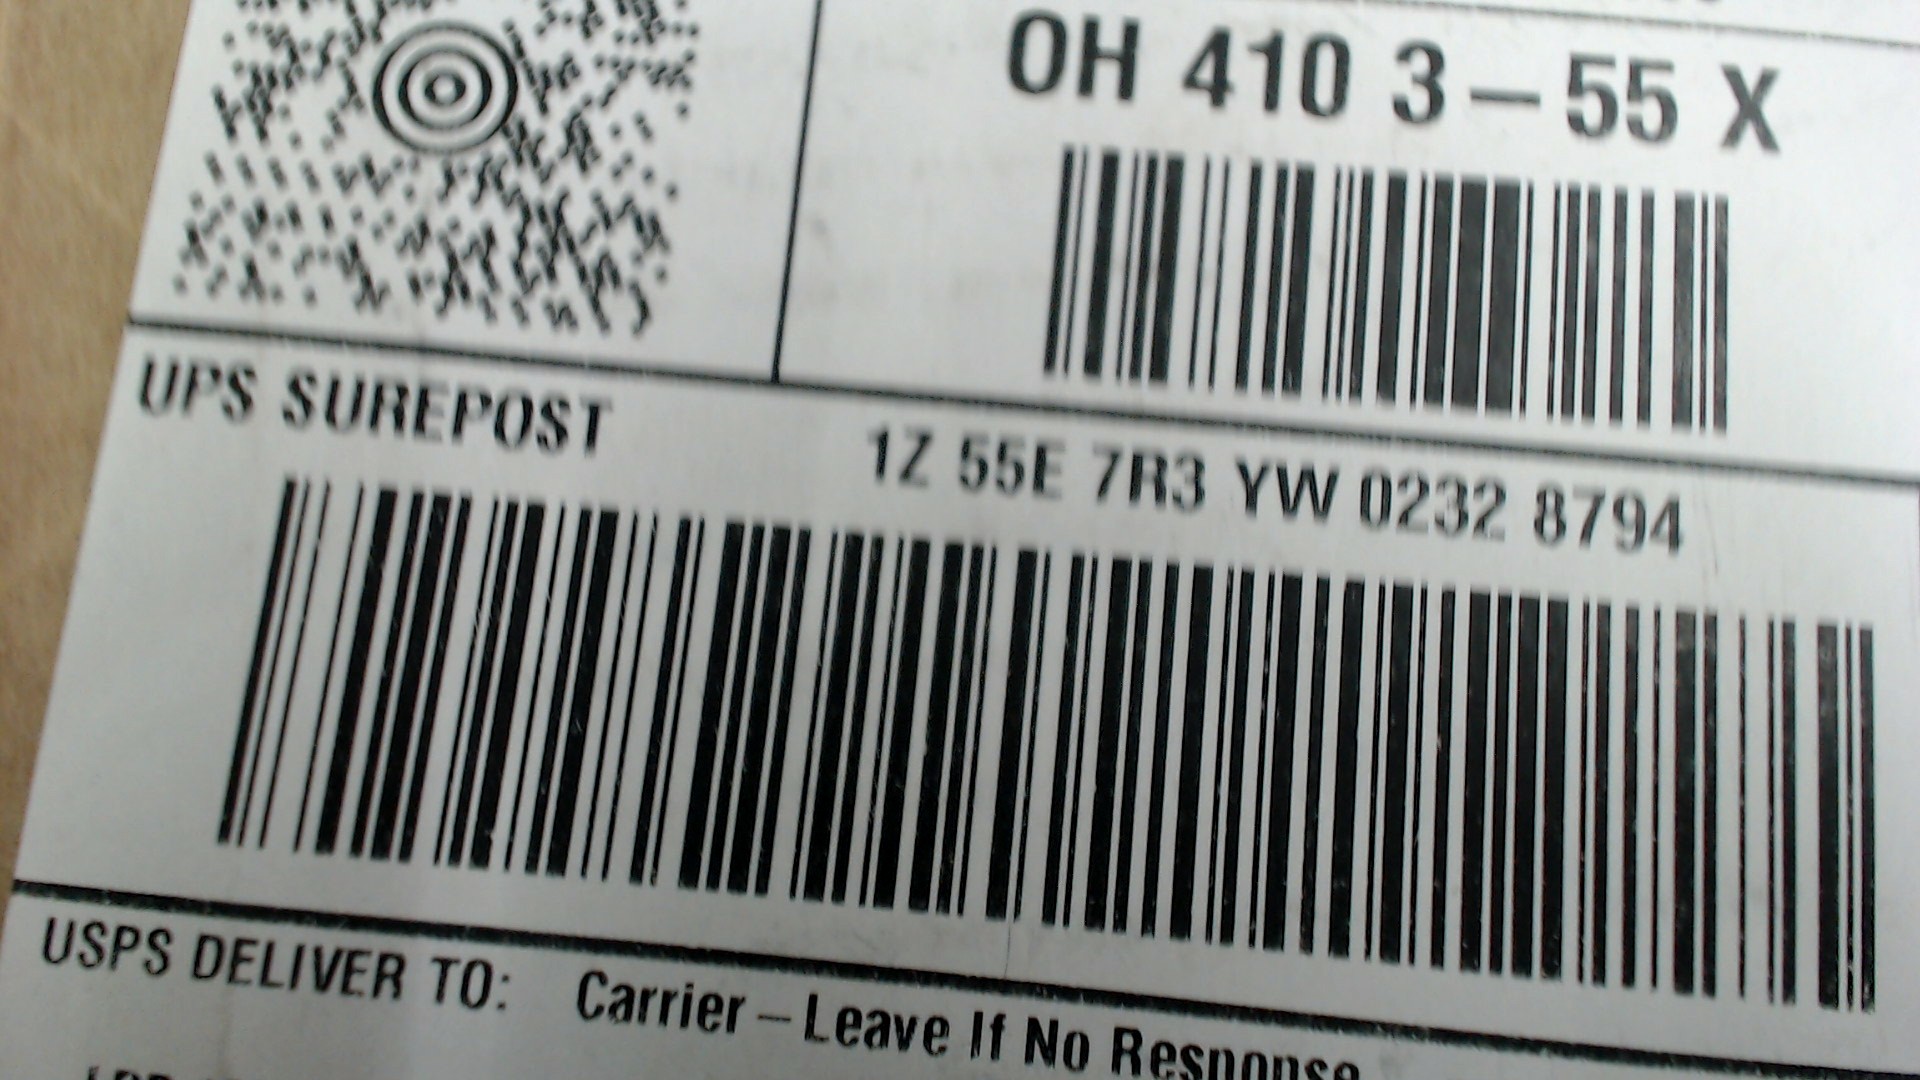 OH 410 3-55 X
UPS SUREPOST
1Z 55E 7R3 YW 0232 8794
USPS DELIVER TO: Carrier – Leave If No Response